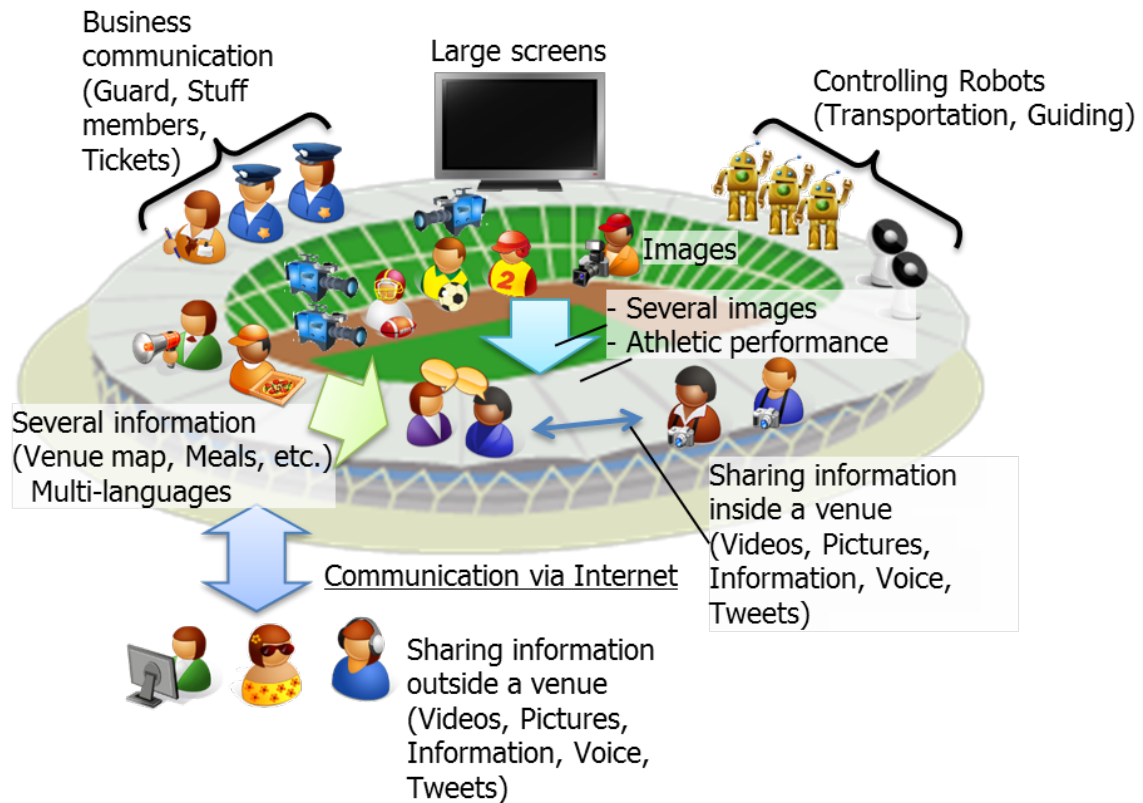 Business
communication
(Guard, Stuff
members,
Tickets)
Large screens
Controlling Robots
(Transportation, Guiding)
Images
- Several images
- Athletic performance
2
Several information
(Venue map, Meals, etc.)
Multi-languages
Sharing information
inside a venue
(Videos, Pictures,
Information, Voice,
Tweets)
Communication via Internet
Sharing information
outside a venue
(Videos, Pictures,
Information, Voice,
Tweets)